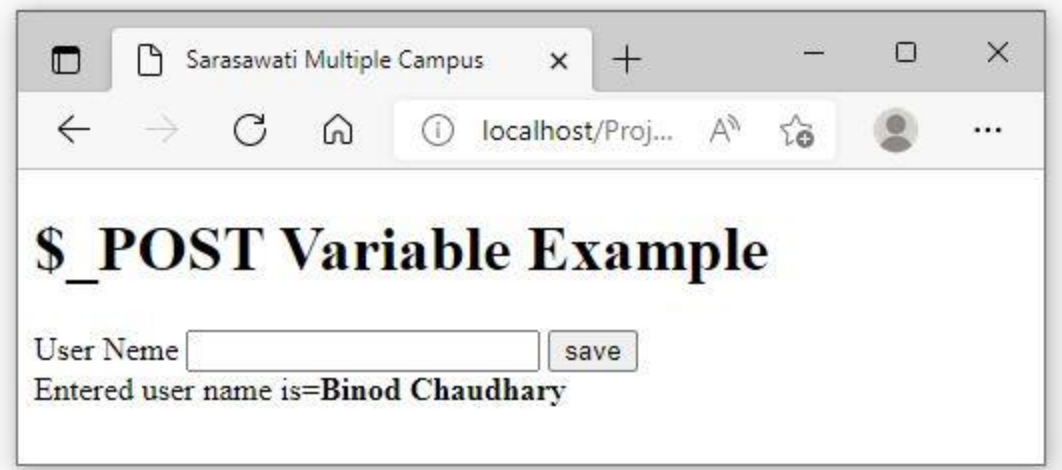 Sarasawati Multiple Campus
localhost/Proj...
$_POST Variable Example
User Neme save
Entered user name is=Binod Chaudhary